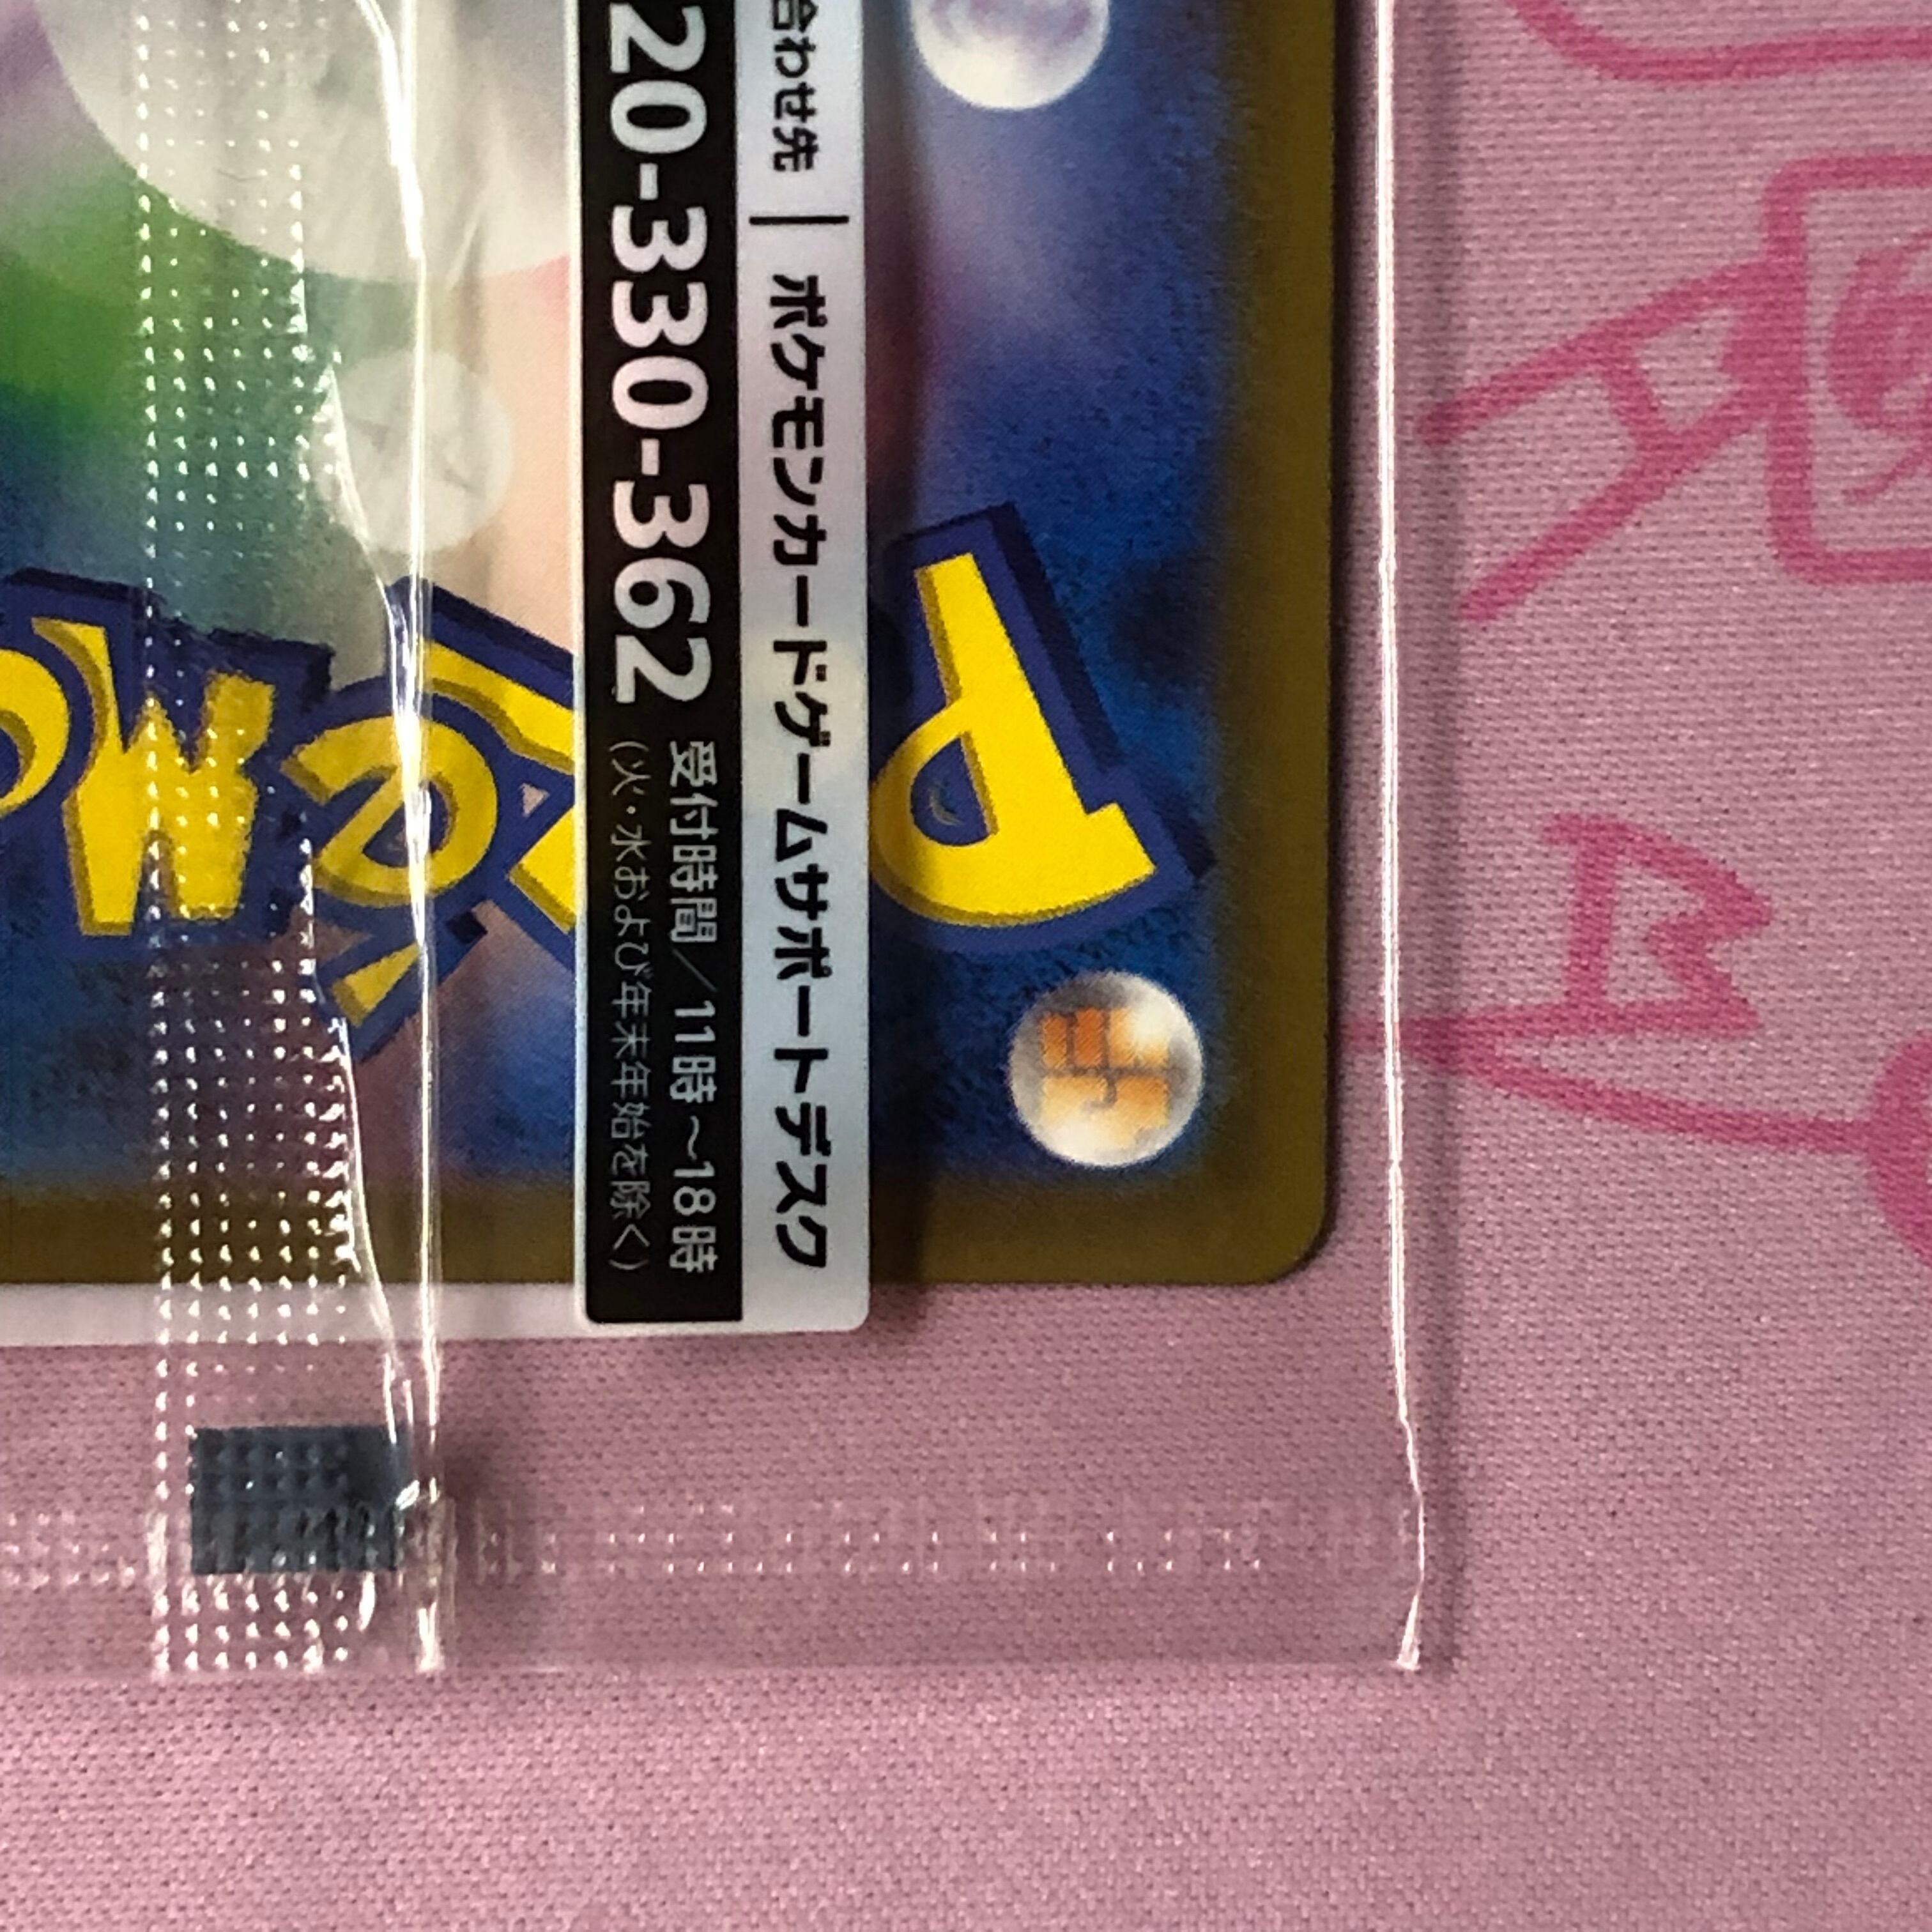 合わせ先｜ポケモンカードゲームサポートデスク
20-330-362
受付時間／11時～18時
(火・水および年末年始を除く)
Pokémo